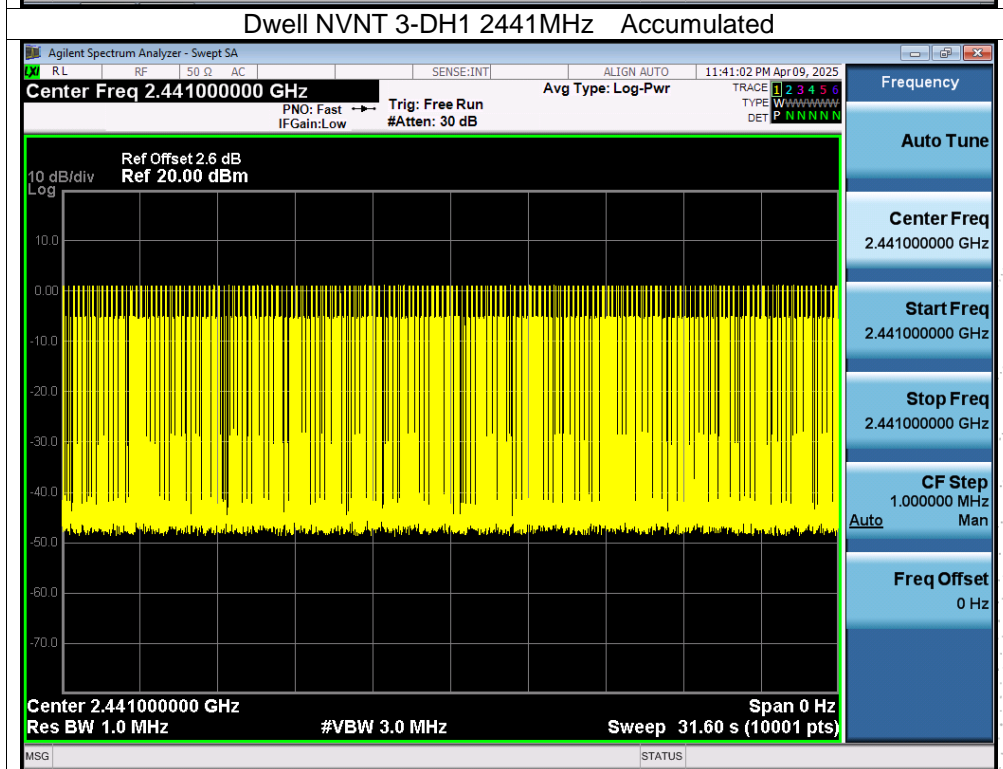 Dwell NVNT 3-DH1 2441MHz Accumulated
Agilent Spectrum Analyzer - Swept SA
LXI RL RF 50 Ω AC SENSE:INT ALIGN AUTO 11:41:02 PM Apr 09, 2025
Center Freq 2.441000000 GHz
PNO: Fast
IFGain:Low
Trig: Free Run
#Atten: 30 dB
Avg Type: Log-Pwr
TRACE 1 2 3 4 5 6
TYPE WWWWWWW
DET P N N N N N
Frequency
Auto Tune
Center Freq
2.441000000 GHz
Start Freq
2.441000000 GHz
Stop Freq
2.441000000 GHz
CF Step
1.000000 MHz
Auto Man
Freq Offset
0 Hz
Ref Offset 2.6 dB
10 dB/div Ref 20.00 dBm
Log
10.0
0.00
-10.0
-20.0
-30.0
-40.0
-50.0
-60.0
-70.0
Center 2.441000000 GHz Span 0 Hz
Res BW 1.0 MHz #VBW 3.0 MHz Sweep 31.60 s (10001 pts)
MSG STATUS